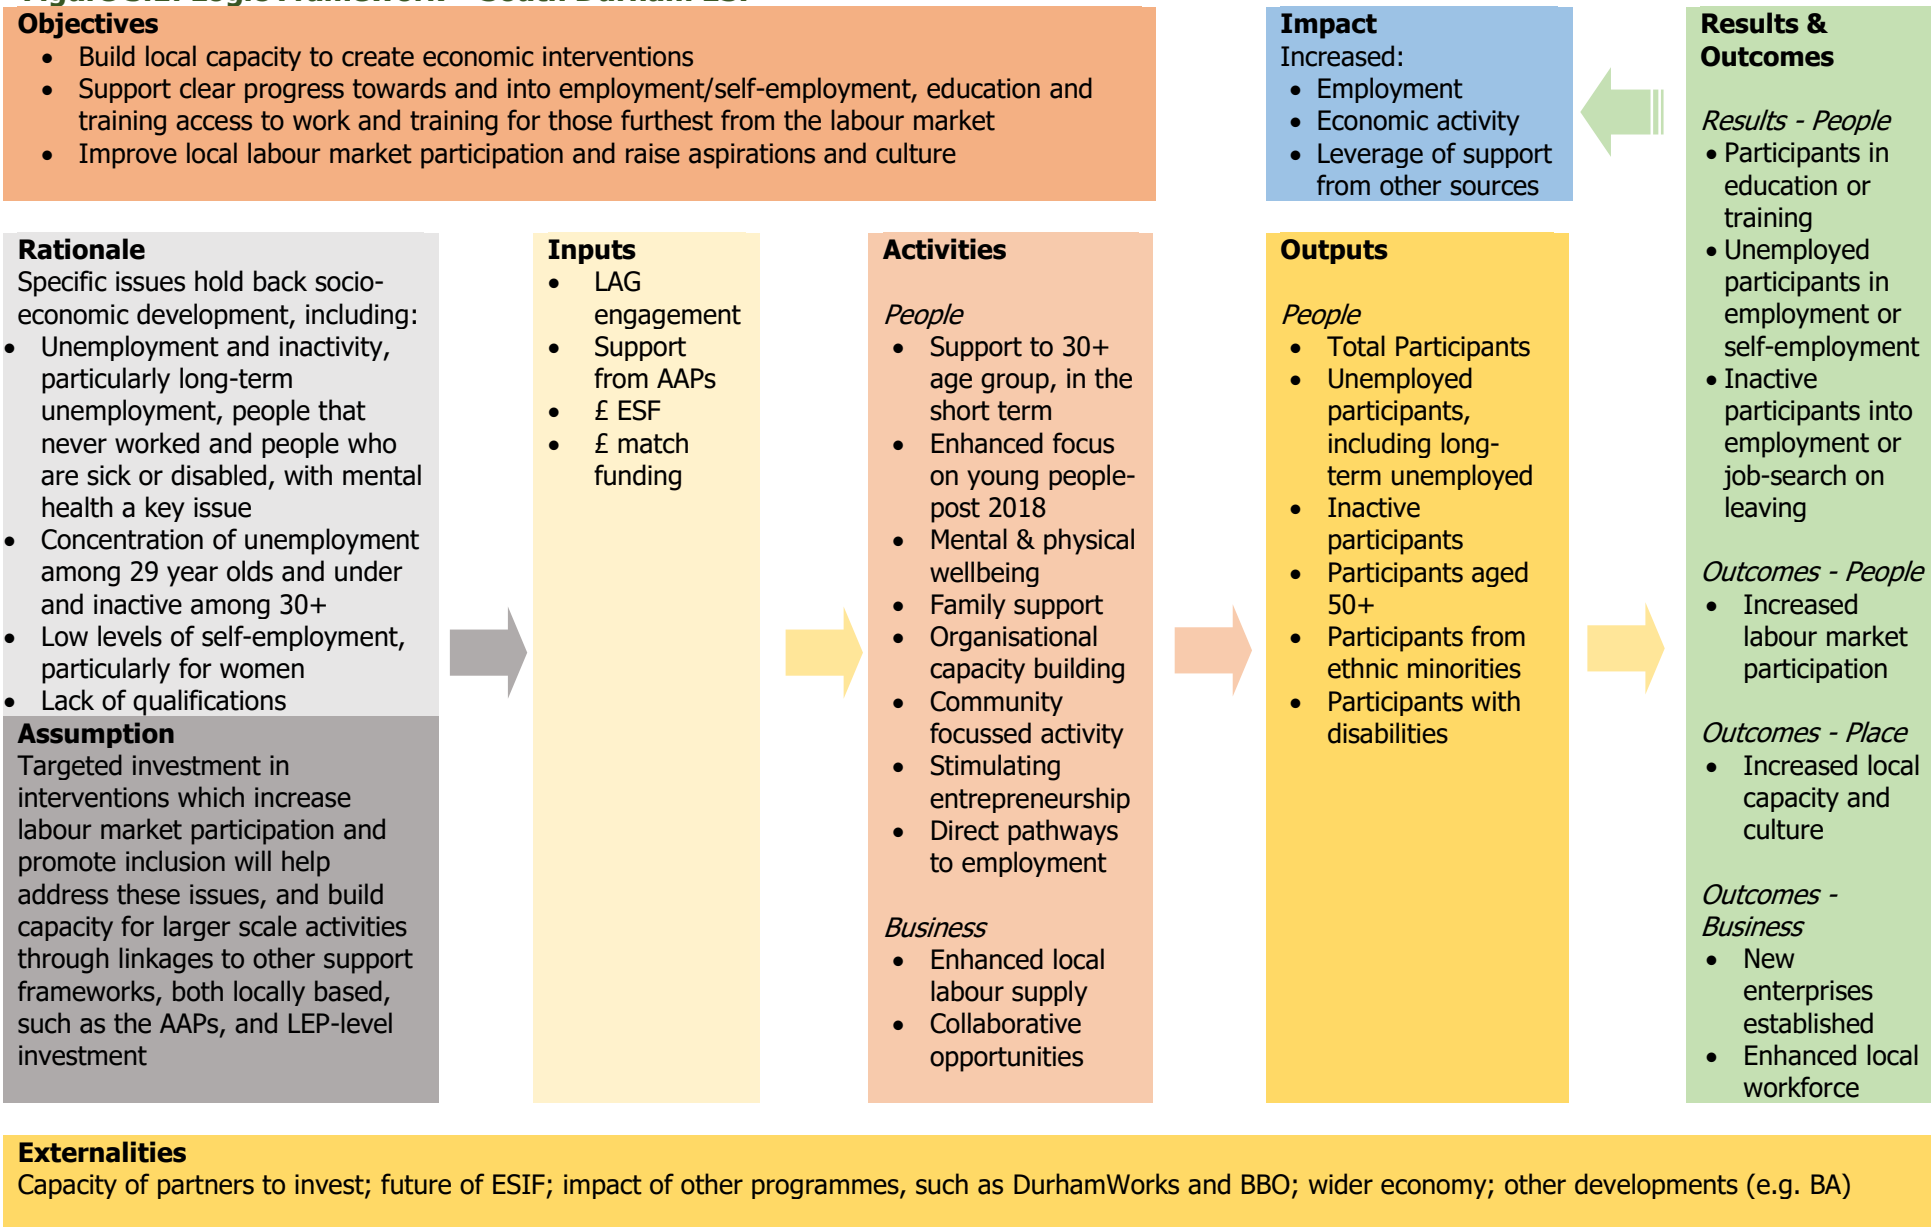 Figure Logic Framework – South Durham ESF
Objectives
• Build local capacity to create economic interventions
• Support clear progress towards and into employment/self-employment, education and
training access to work and training for those furthest from the labour market
• Improve local labour market participation and raise aspirations and culture
Impact
Increased:
• Employment
• Economic activity
• Leverage of support
from other sources
Rationale
Specific issues hold back socio-
economic development, including:
• Unemployment and inactivity,
particularly long-term
unemployment, people that
never worked and people who
are sick or disabled, with mental
health a key issue
• Concentration of unemployment
among 29 year olds and under
and inactive among 30+
• Low levels of self-employment,
particularly for women
• Lack of qualifications
Assumption
Targeted investment in
interventions which increase
labour market participation and
promote inclusion will help
address these issues, and build
capacity for larger scale activities
through linkages to other support
frameworks, both locally based,
such as the AAPs, and LEP-level
investment
Inputs
• LAG
engagement
• Support
from AAPs
• £ ESF
• £ match
funding
Activities
People
• Support to 30+
age group, in the
short term
• Enhanced focus
on young people-
post 2018
• Mental & physical
wellbeing
• Family support
• Organisational
capacity building
• Community
focussed activity
• Stimulating
entrepreneurship
• Direct pathways
to employment
Business
• Enhanced local
labour supply
• Collaborative
opportunities
Outputs
People
• Total Participants
• Unemployed
participants,
including long-
term unemployed
• Inactive
participants
• Participants aged
50+
• Participants from
ethnic minorities
• Participants with
disabilities
Results &
Outcomes
Results - People
• Participants in
education or
training
• Unemployed
participants in
employment or
self-employment
• Inactive
participants into
employment or
job-search on
leaving
Outcomes - People
• Increased
labour market
participation
Outcomes - Place
• Increased local
capacity and
culture
Outcomes -
Business
• New
enterprises
established
• Enhanced local
workforce
Externalities
Capacity of partners to invest; future of ESIF; impact of other programmes, such as DurhamWorks and BBO; wider economy; other developments (e.g. BA)